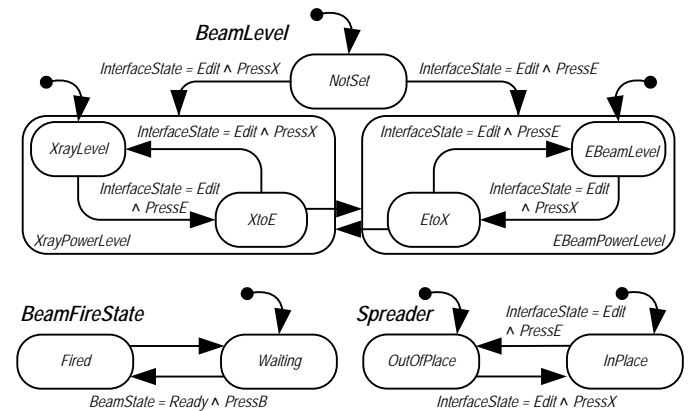 BeamLevel
InterfaceState = Edit ∧ PressX
NotSet
InterfaceState = Edit ∧ PressE
XrayLevel
InterfaceState = Edit ∧ PressX
InterfaceState = Edit
∧ PressE
XtoE
XrayPowerLevel
InterfaceState = Edit ∧ PressE
EBeamLevel
InterfaceState = Edit
∧ PressX
EtoX
EBeamPowerLevel
BeamFireState
Fired
Waiting
BeamState = Ready ∧ PressB
Spreader
InterfaceState = Edit
∧ PressE
OutOfPlace
InPlace
InterfaceState = Edit ∧ PressX